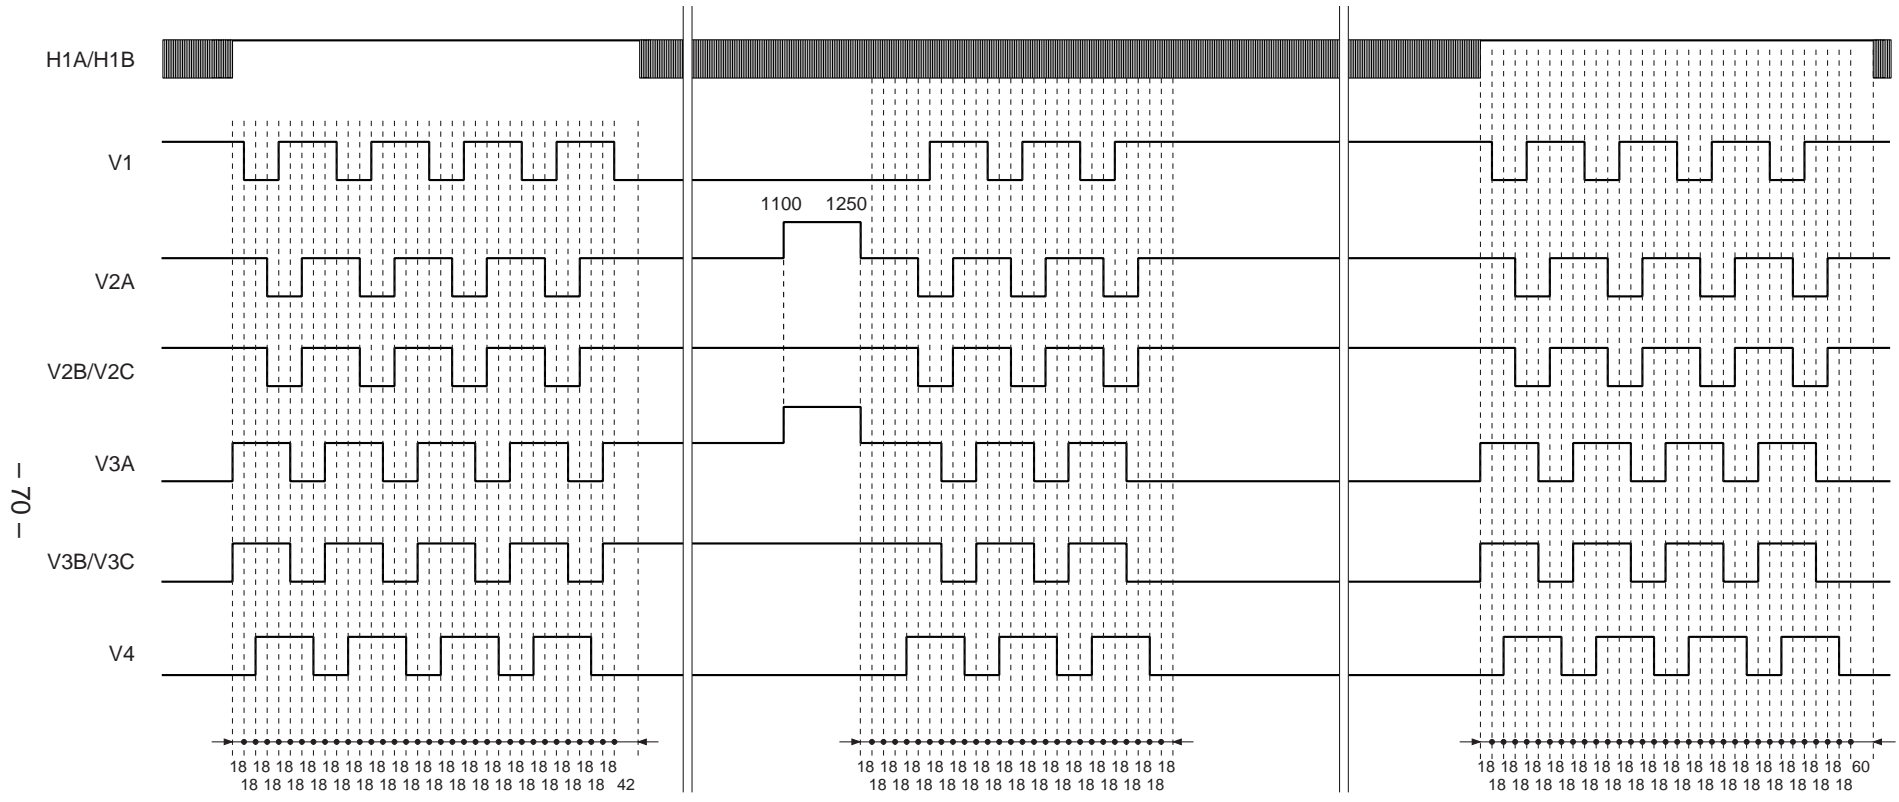 H1A/H1B
V1
1100 1250
V2A
V2B/V2C
V3A
V3B/V3C
V4
18 18 18 18 18 18 18 18 18 18 18 18 18 18 18 18 18
18 18 18 18 18 18 18 18 18 18 18 18 18 18 18 18 42
18 18 18 18 18 18 18 18 18 18 18 18 18 18
18 18 18 18 18 18 18 18 18 18 18 18 18
18 18 18 18 18 18 18 18 18 18 18 18 18 18 18 18 60
18 18 18 18 18 18 18 18 18 18 18 18 18 18 18 18
– 70 –